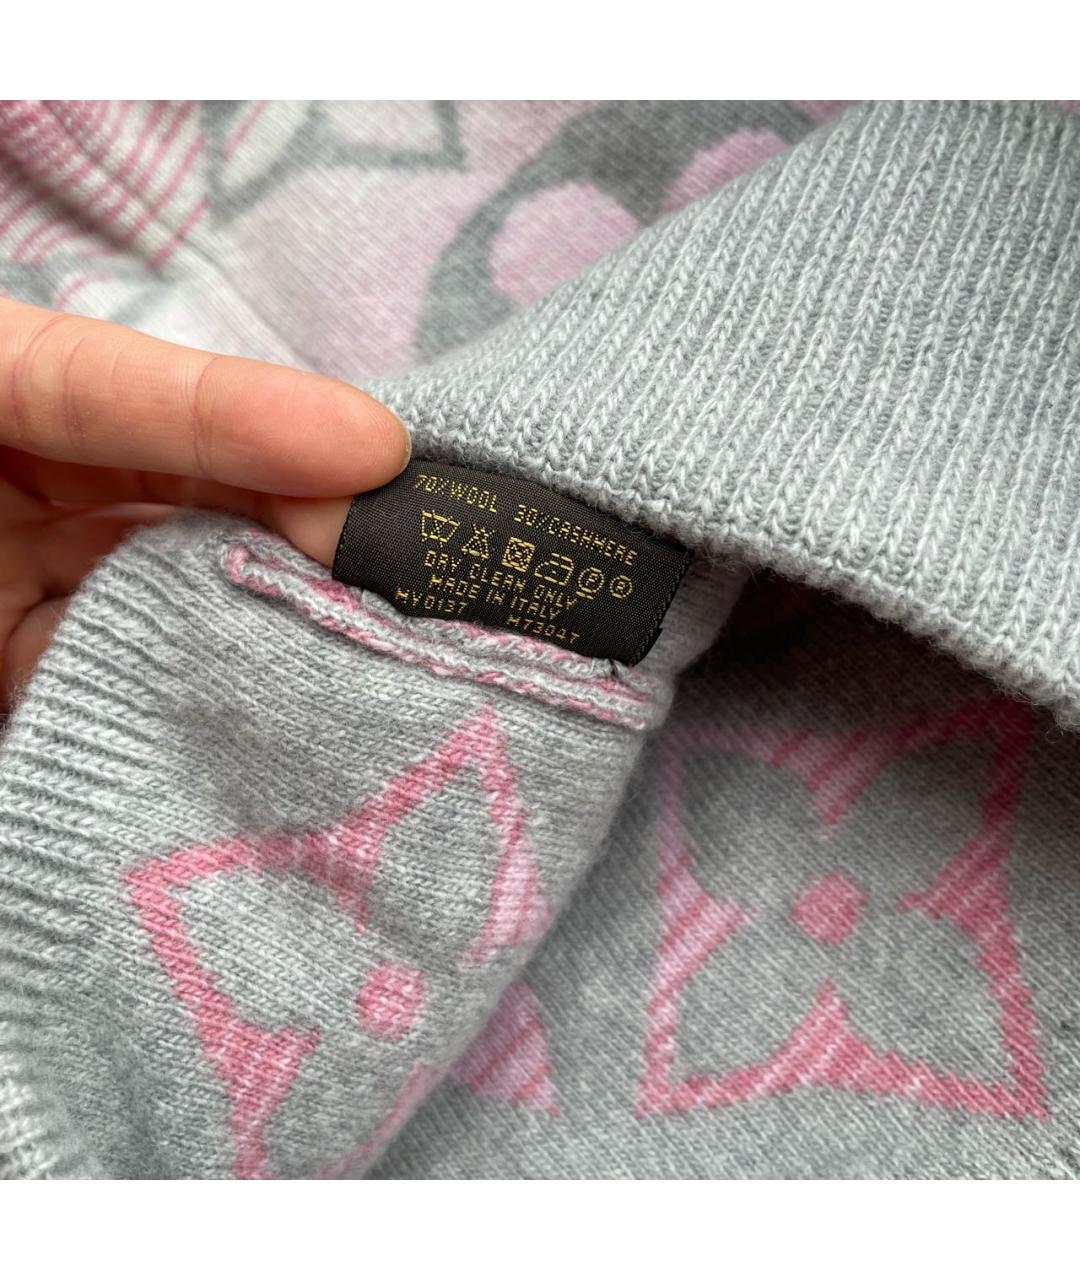 70%WOOL 30%CASHMERE
DRY CLEAN ONLY
MADE IN ITALY
MY0137 M73047